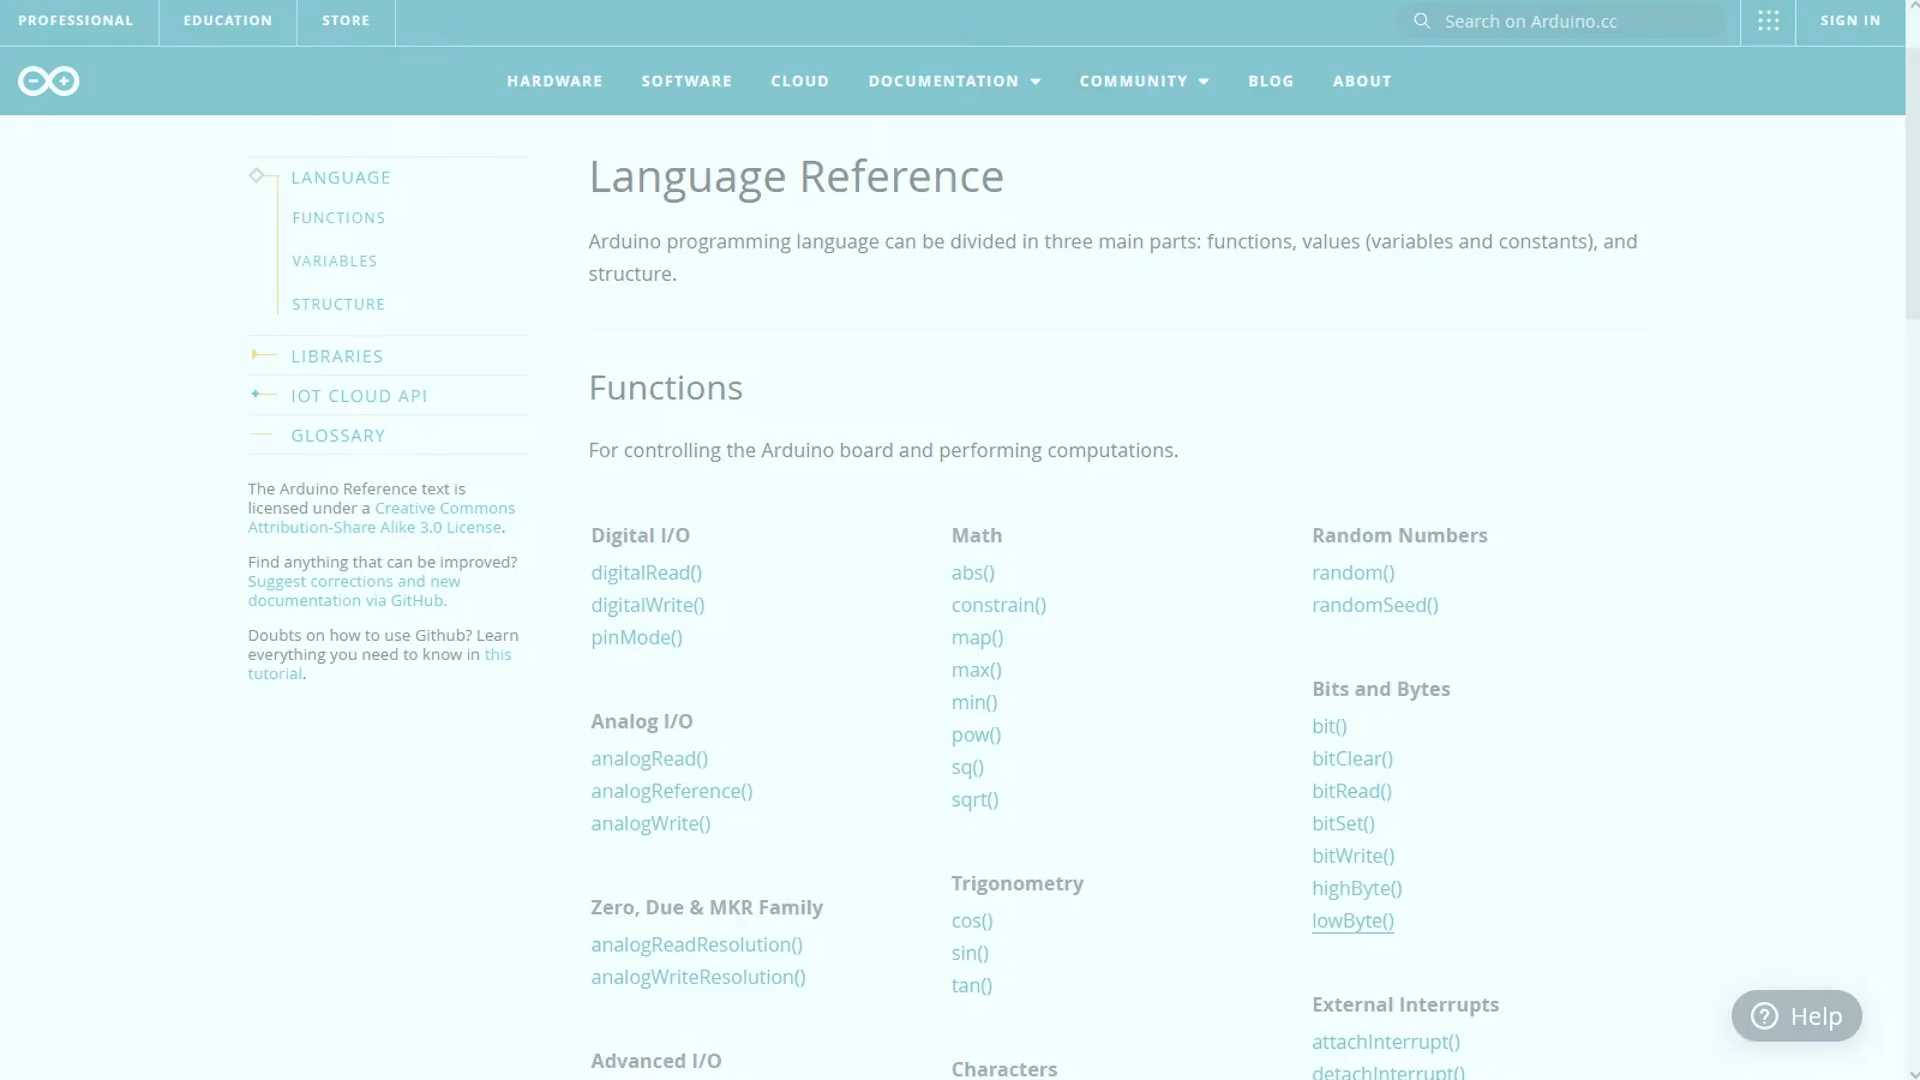 PROFESSIONAL
EDUCATION
STORE
Search on Arduino.cc
SIGN IN
HARDWARE
SOFTWARE
CLOUD
DOCUMENTATION
COMMUNITY
BLOG
ABOUT
LANGUAGE
FUNCTIONS
VARIABLES
STRUCTURE
LIBRARIES
IOT CLOUD API
GLOSSARY
The Arduino Reference text is
licensed under a Creative Commons
Attribution-Share Alike 3.0 License.
Find anything that can be improved?
Suggest corrections and new
documentation via GitHub.
Doubts on how to use Github? Learn
everything you need to know in this
tutorial.
Language Reference
Arduino programming language can be divided in three main parts: functions, values (variables and constants), and
structure.
Functions
For controlling the Arduino board and performing computations.
Digital I/O
digitalRead()
digitalWrite()
pinMode()
Analog I/O
analogRead()
analogReference()
analogWrite()
Zero, Due & MKR Family
analogReadResolution()
analogWriteResolution()
Advanced I/O
Math
abs()
constrain()
map()
max()
min()
pow()
sq()
sqrt()
Trigonometry
cos()
sin()
tan()
Characters
Random Numbers
random()
randomSeed()
Bits and Bytes
bit()
bitClear()
bitRead()
bitSet()
bitWrite()
highByte()
lowByte()
External Interrupts
attachInterrupt()
detachInterrupt()
Help